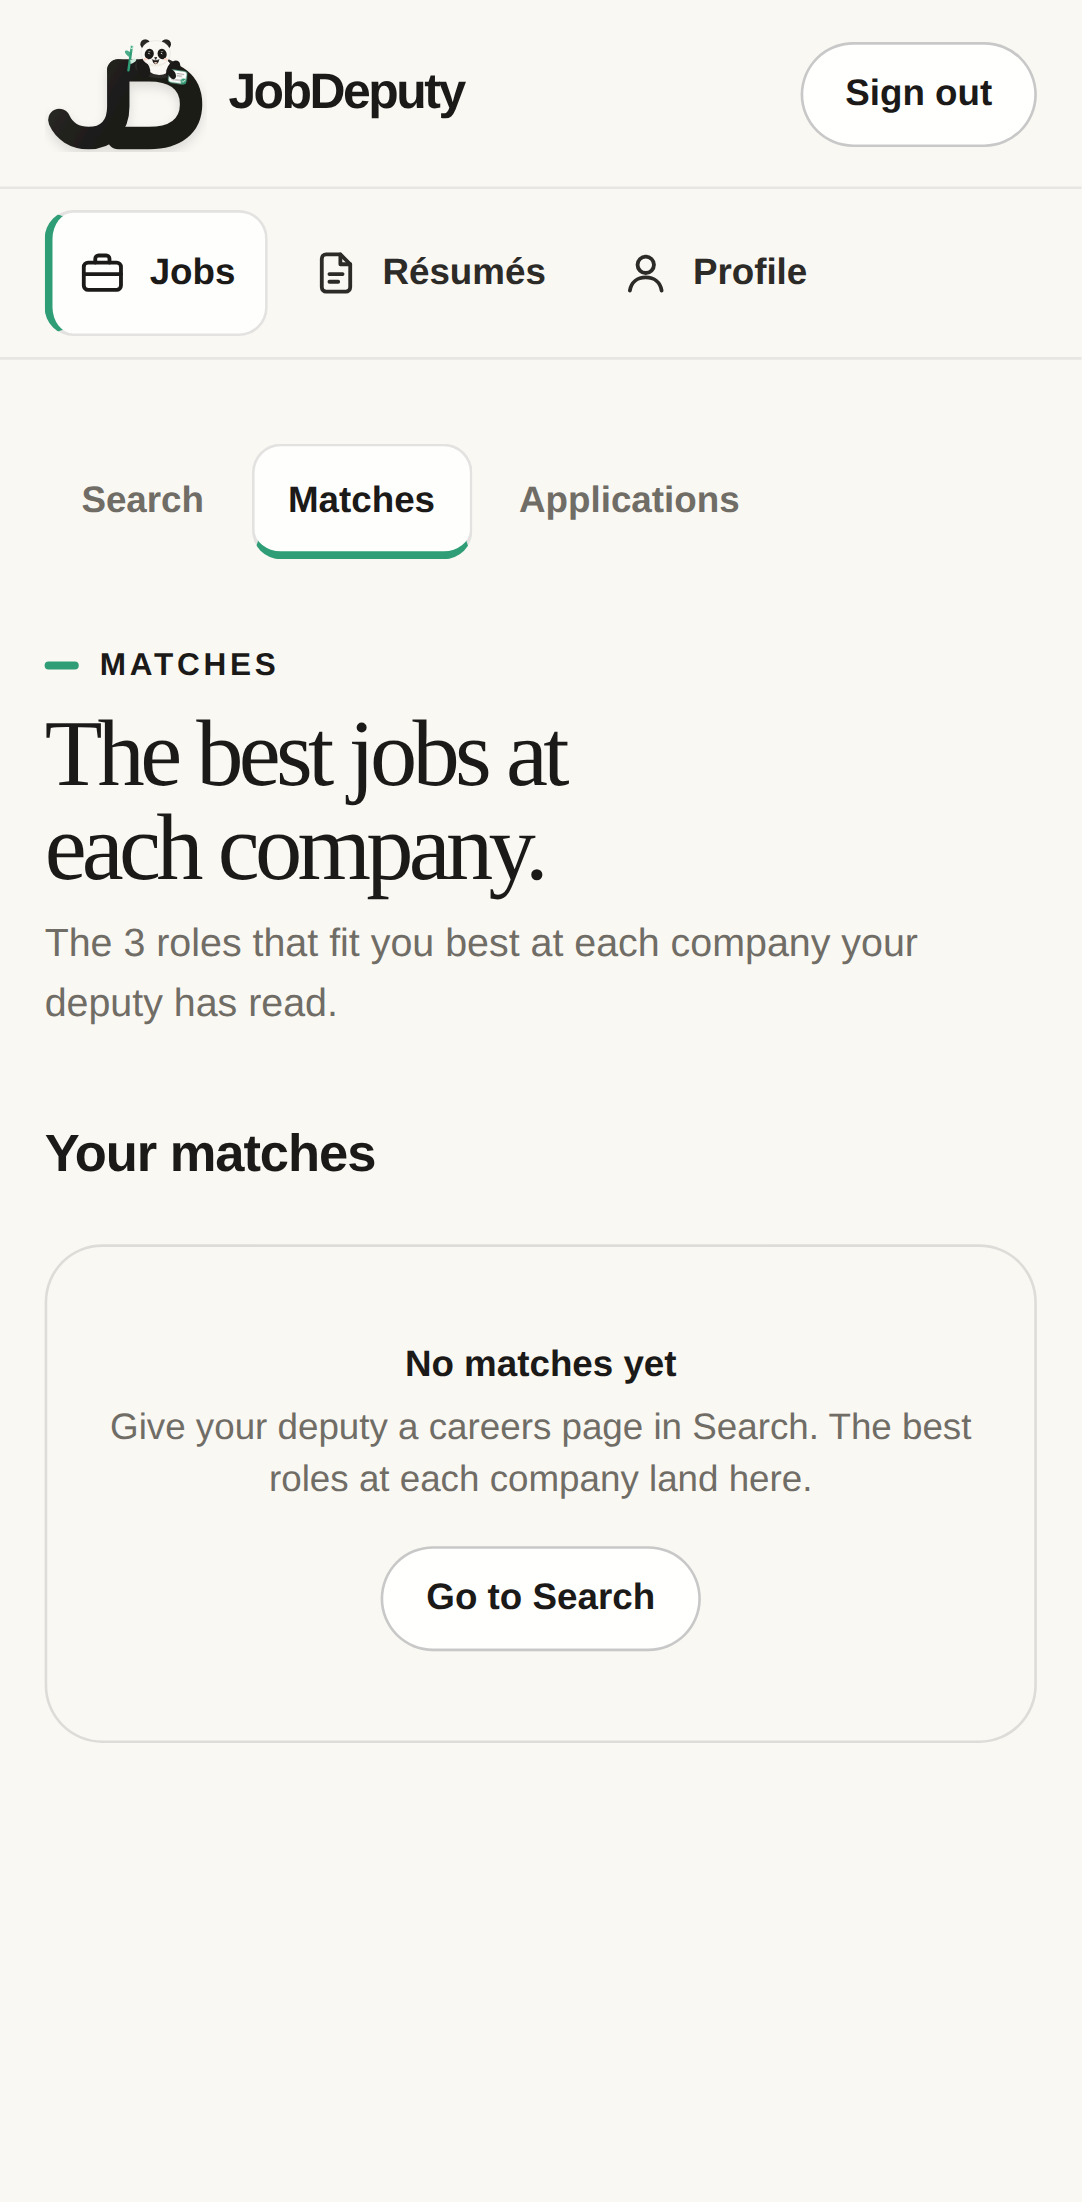 JobDeputy
Sign out
Jobs
Résumés
Profile
Search
Matches
Applications
MATCHES
The best jobs at
each company.
The 3 roles that fit you best at each company your
deputy has read.
Your matches
No matches yet
Give your deputy a careers page in Search. The best
roles at each company land here.
Go to Search